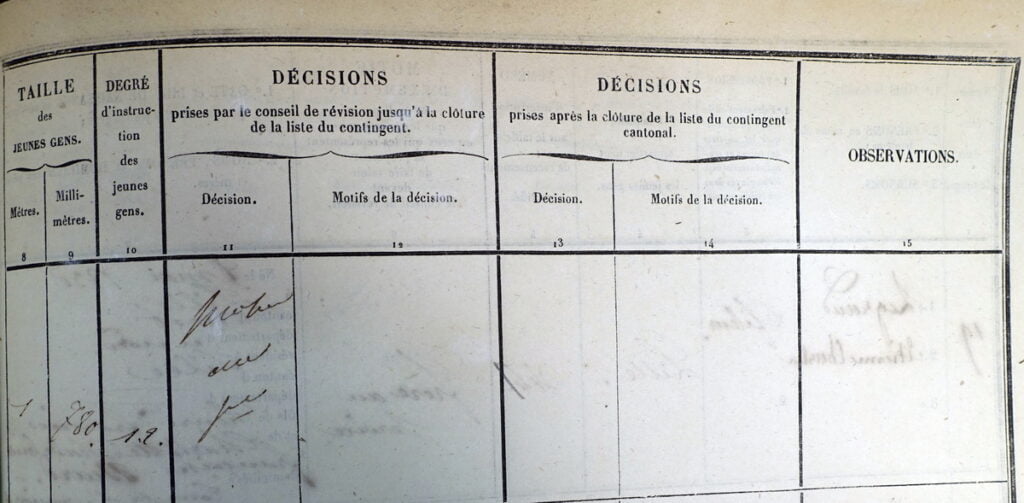 TAILLE
des
JEUNES GENS.
Mètres.
Milli-
mètres.
8
9
DEGRÉ
d'instruc-
tion
des
jeunes
gens.
10
DÉCISIONS
prises par le conseil de révision jusqu'à la clôture
de la liste du contingent.
Décision.
Motifs de la décision.
11
12
DÉCISIONS
prises après la clôture de la liste du contingent
cantonal.
Décision.
Motifs de la décision.
13
14
OBSERVATIONS.
15
1
780.
1.2.